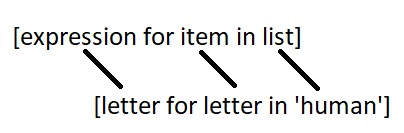 [expression for item in list]
[letter for letter in 'human']